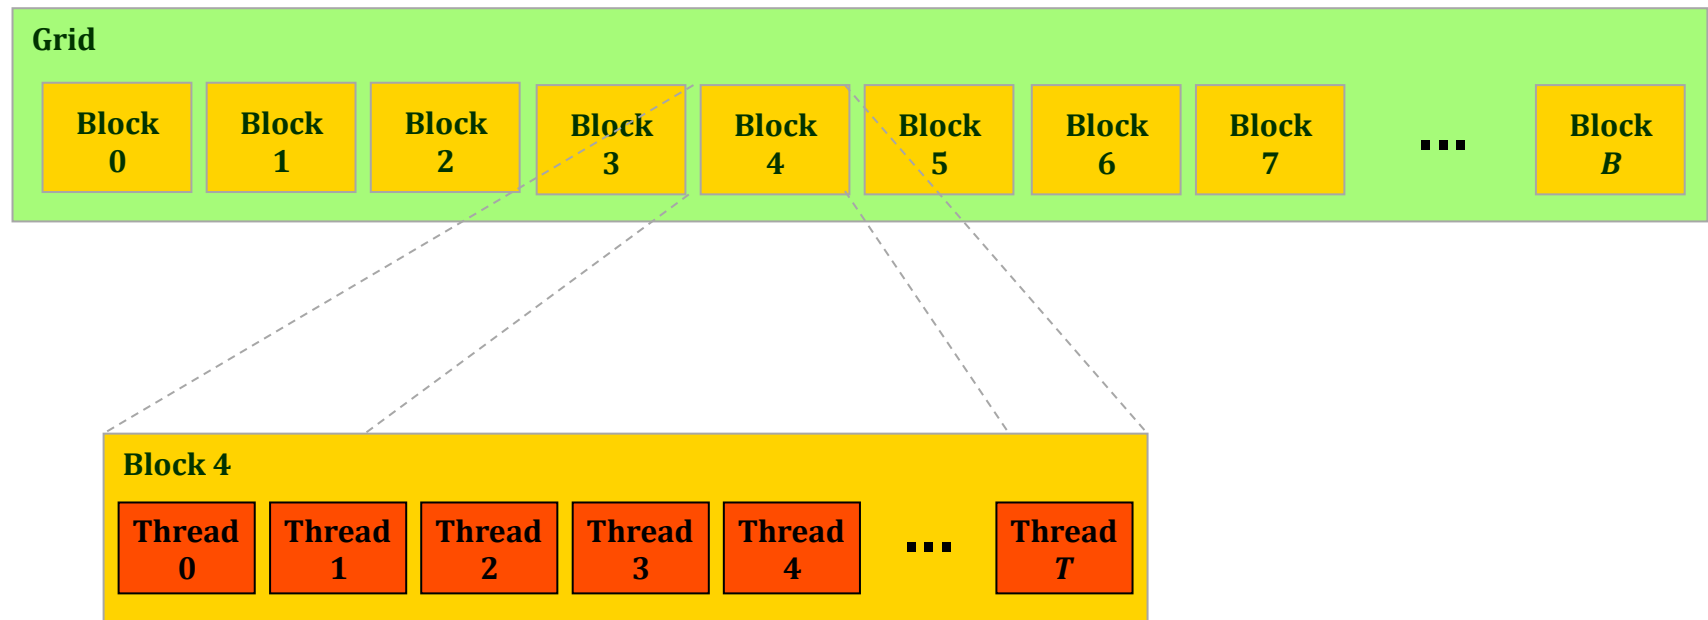 Grid
Block
0
Block
1
Block
2
Block
3
Block
4
Block
5
Block
6
Block
7
...
Block
B
Block 4
Thread
0
Thread
1
Thread
2
Thread
3
Thread
4
...
Thread
T